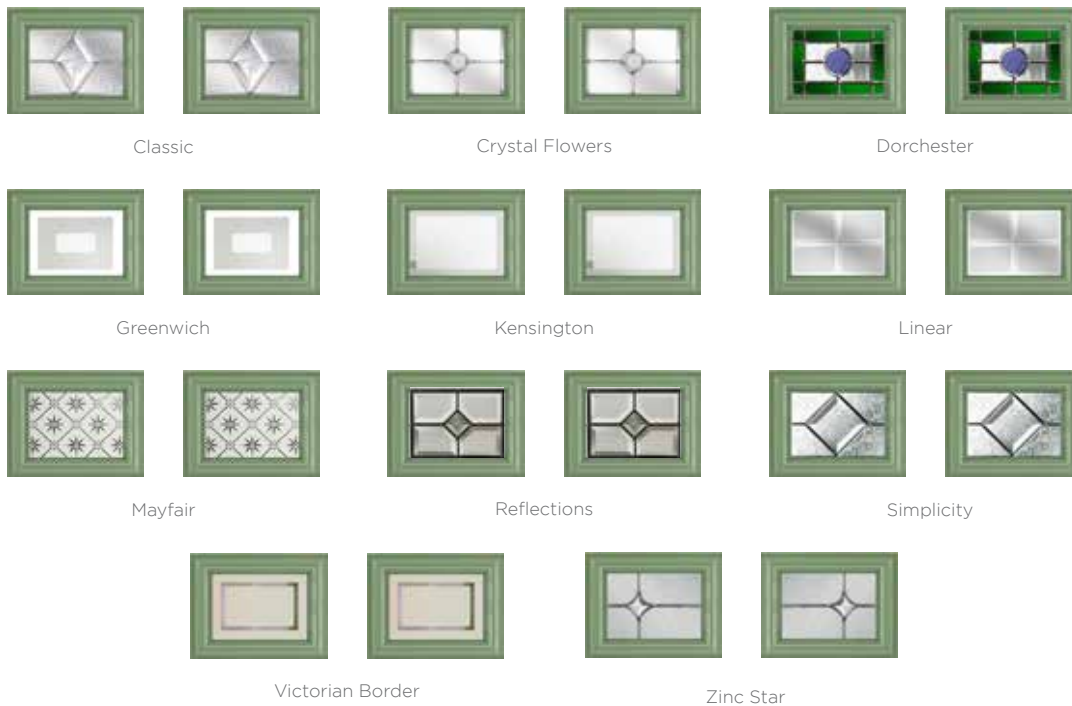 Classic
Crystal Flowers
Dorchester
Greenwich
Kensington
Linear
Mayfair
Reflections
Simplicity
Victorian Border
Zinc Star